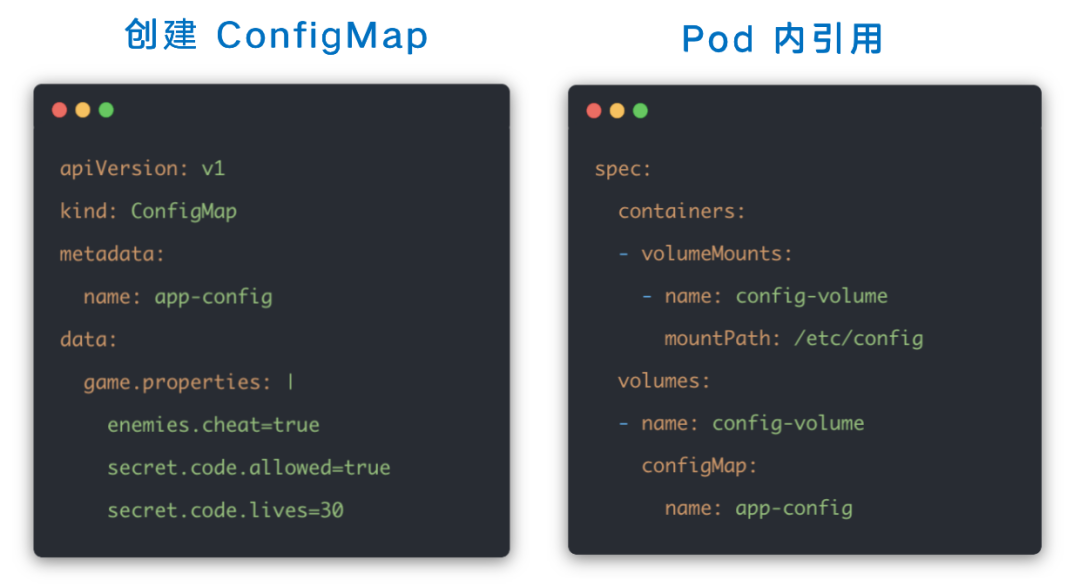 创建 ConfigMap
apiVersion: v1
kind: ConfigMap
metadata:
  name: app-config
data:
  game.properties: |
    enemies.cheat=true
    secret.code.allowed=true
    secret.code.lives=30
Pod 内引用
spec:
  containers:
  - volumeMounts:
    - name: config-volume
      mountPath: /etc/config
  volumes:
  - name: config-volume
    configMap:
      name: app-config